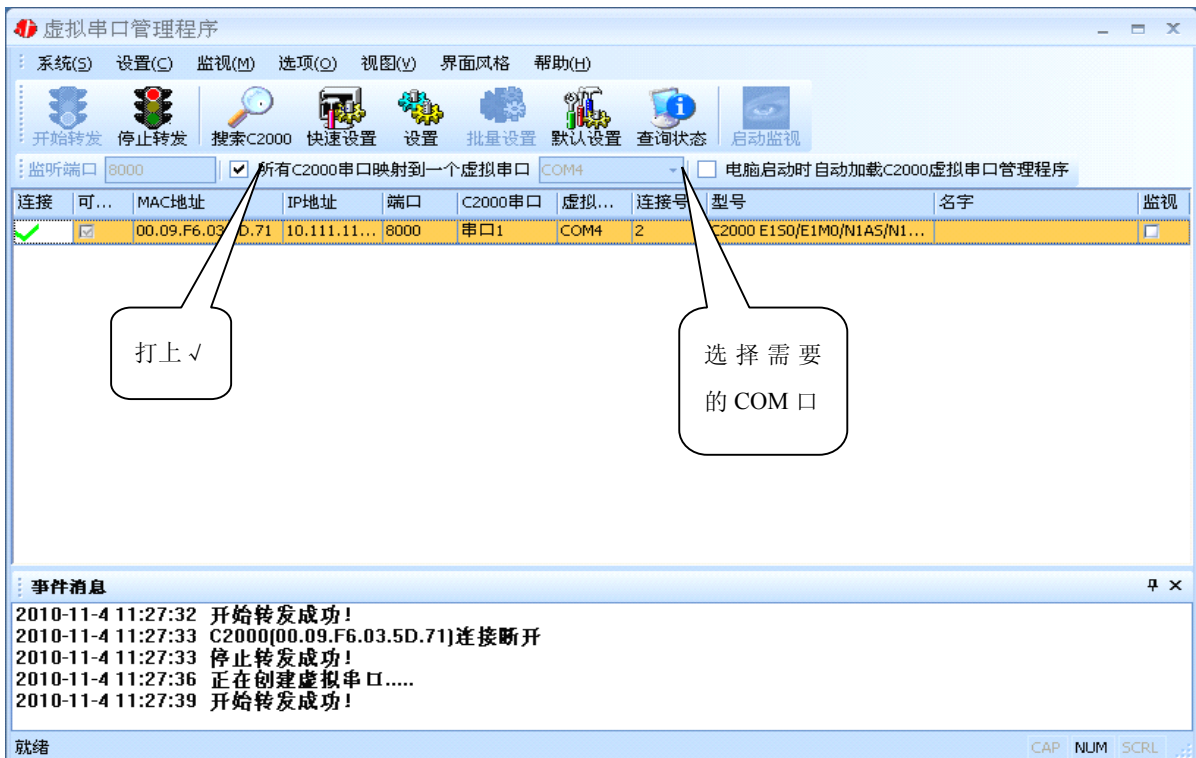 虚拟串口管理程序
系统(S) 设置(C) 监视(M) 选项(O) 视图(V) 界面风格 帮助(H)
开始转发 停止转发 搜索C2000 快速设置 设置 批量设置 默认设置 查询状态 启动监视
监听端口 8000 所有C2000串口映射到一个虚拟串口 COM4 电脑启动时自动加载C2000虚拟串口管理程序
连接 可... MAC地址 IP地址 端口 C2000串口 虚拟... 连接号 型号 名字 监视
10.111.11... 8000 串口1 COM4 2 C2000 E1S0/E1M0/N1AS/N1...
打上√
选择需要
的COM口
事件消息
2010-11-4 11:27:32 开始转发成功!
2010-11-4 11:27:33 C2000(00.09.F6.03.5D.71)连接断开
2010-11-4 11:27:33 停止转发成功!
2010-11-4 11:27:36 正在创建虚拟串口.....
2010-11-4 11:27:39 开始转发成功!
就绪 CAP NUM SCRL